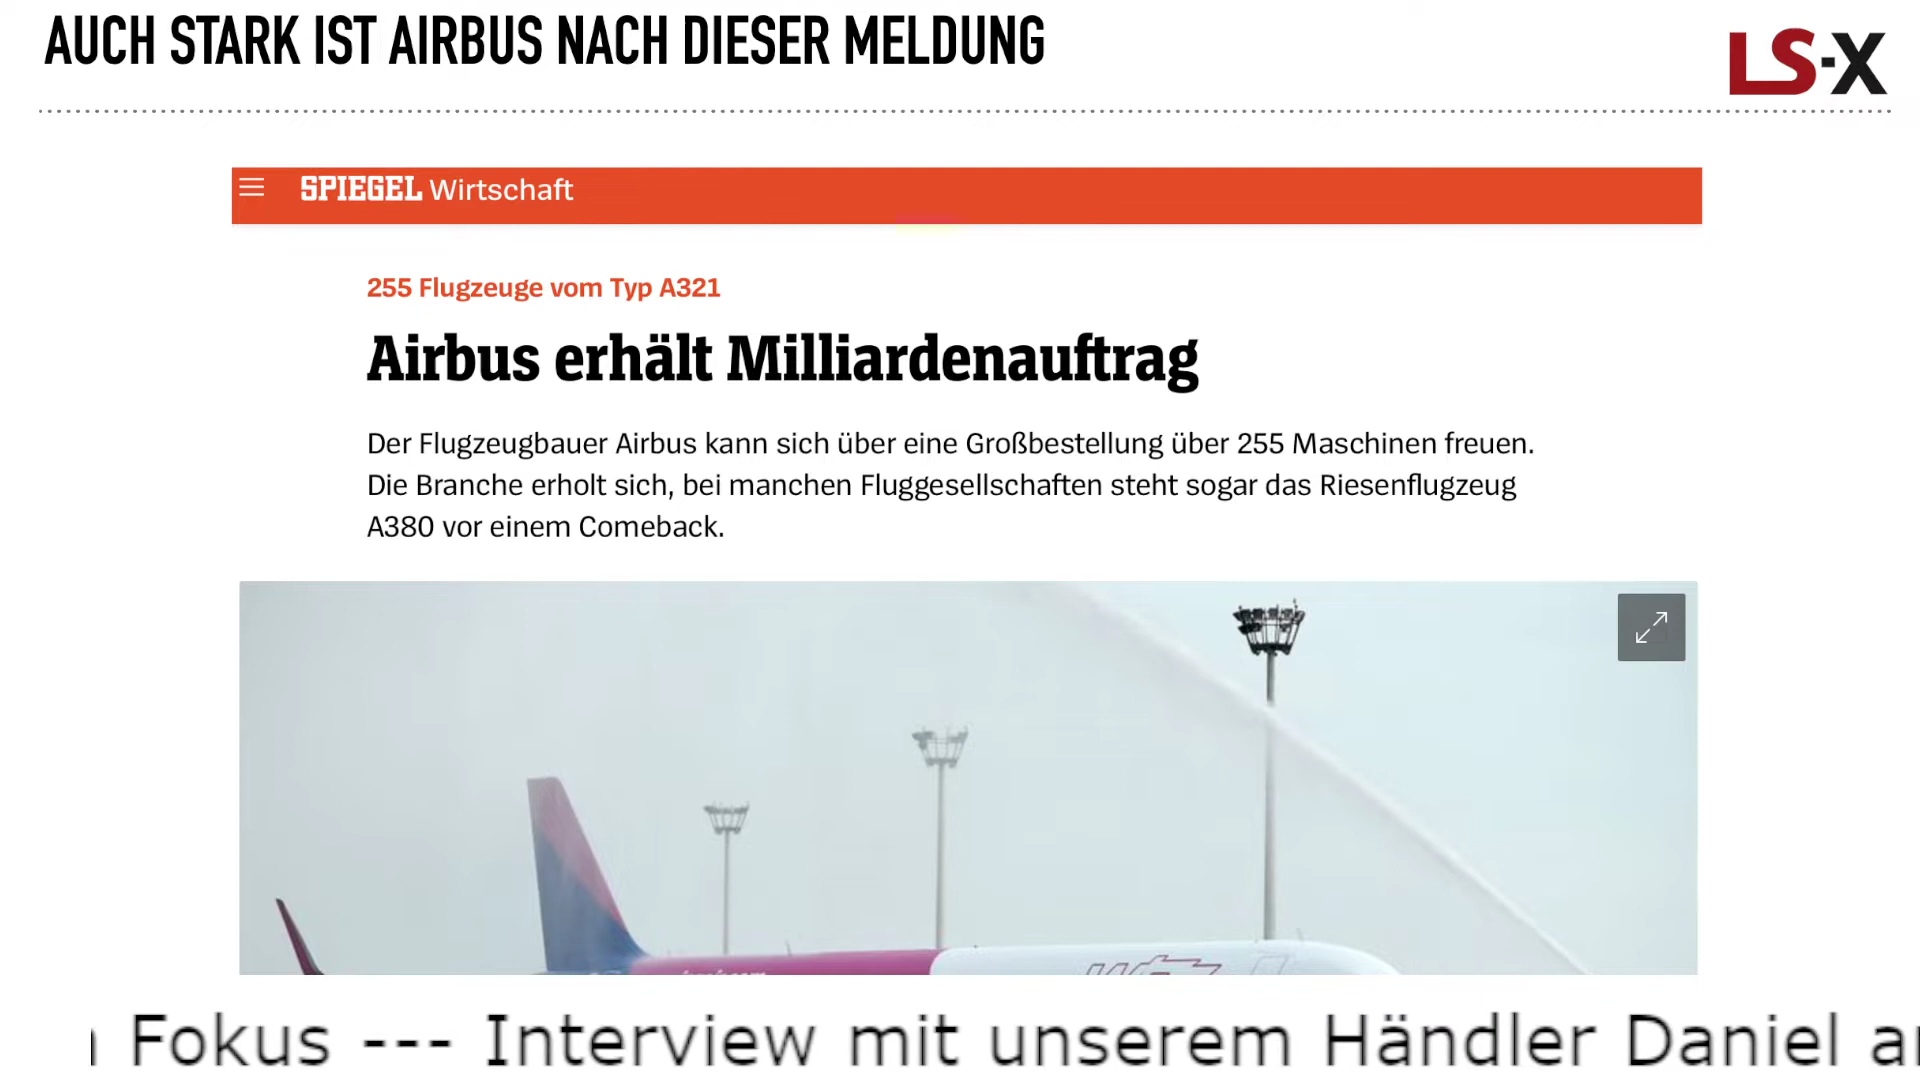 AUCH STARK IST AIRBUS NACH DIESER MELDUNG
LS-X
SPIEGEL Wirtschaft
255 Flugzeuge vom Typ A321
Airbus erhält Milliardenauftrag
Der Flugzeugbauer Airbus kann sich über eine Großbestellung über 255 Maschinen freuen.
Die Branche erholt sich, bei manchen Fluggesellschaften steht sogar das Riesenflugzeug
A380 vor einem Comeback.
Fokus --- Interview mit unserem Händler Daniel